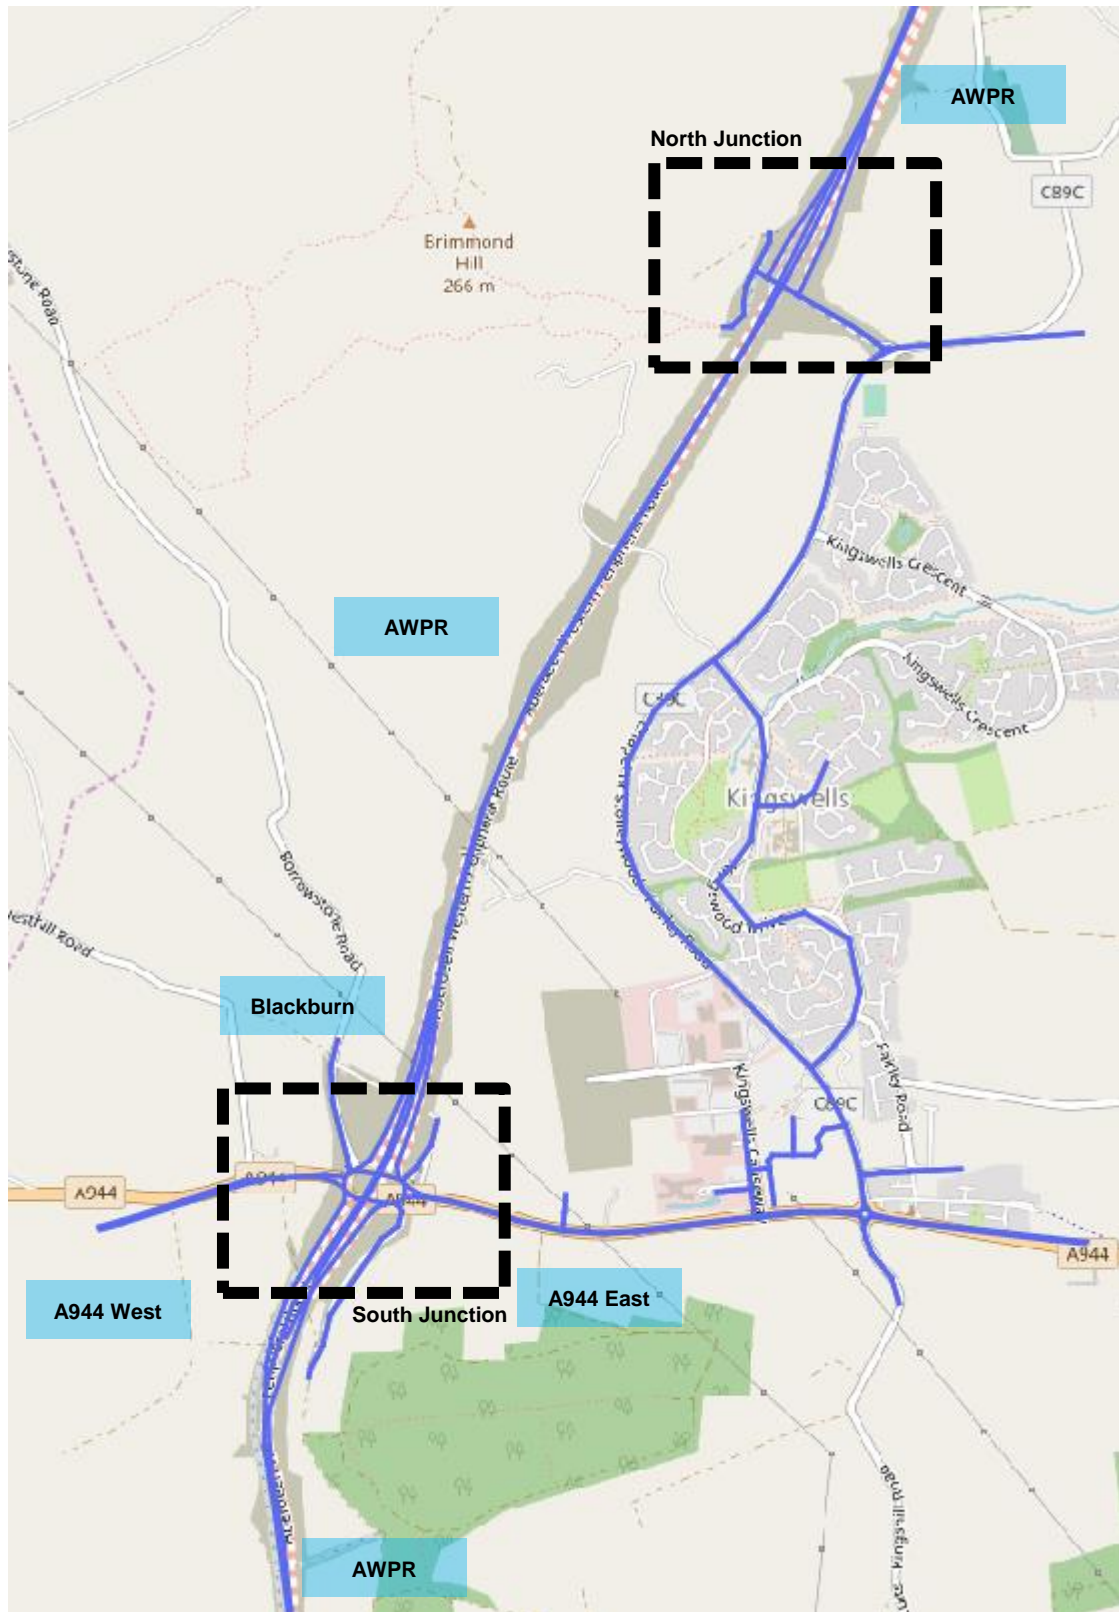 AWPR
North Junction
C89C
Brimmond
Hill
266 m
Kingswells Crescent
AWPR
Kingswells Crescent
C89C
Kingswells
Borrowstone Road
Blackburn
Fairley Road
C89C
A944
A944
A944
A944
A944 West
A944 East
South Junction
AWPR